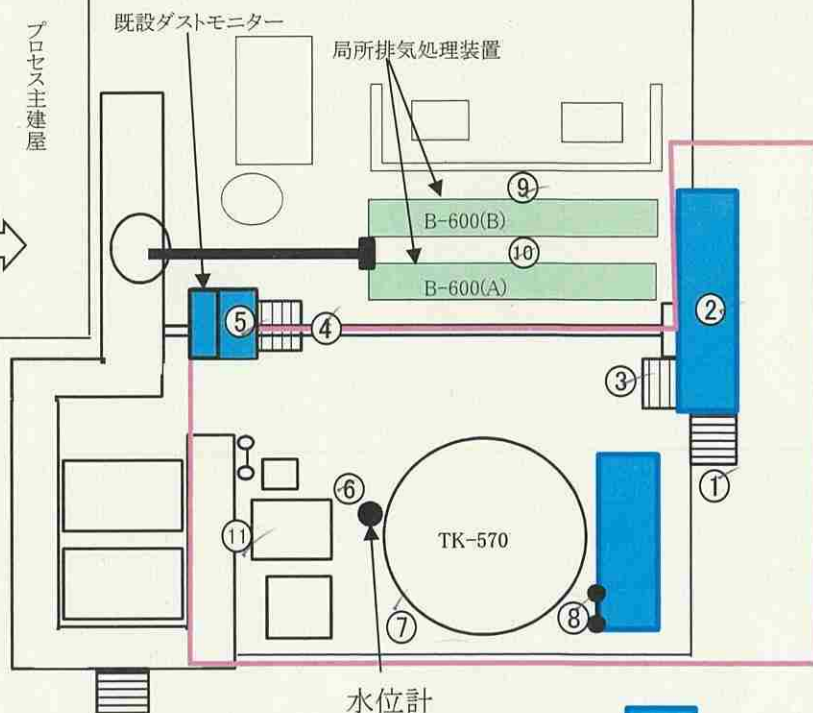 プロセス主建屋
既設ダストモニター
局所排気処理装置
⑨
B-600(B)
⑩
B-600(A)
②
⑤
④
③
①
⑥
⑪
TK-570
⑦
⑧
水位計